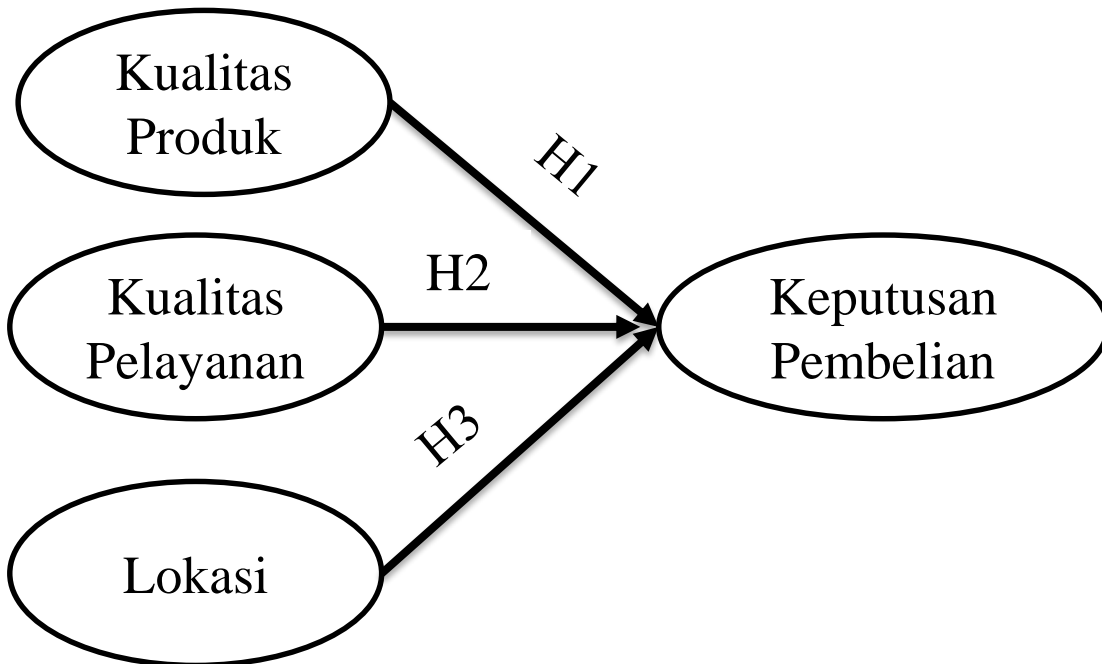 Kualitas
Produk
H1
H2
Kualitas
Pelayanan
Keputusan
Pembelian
H3
Lokasi